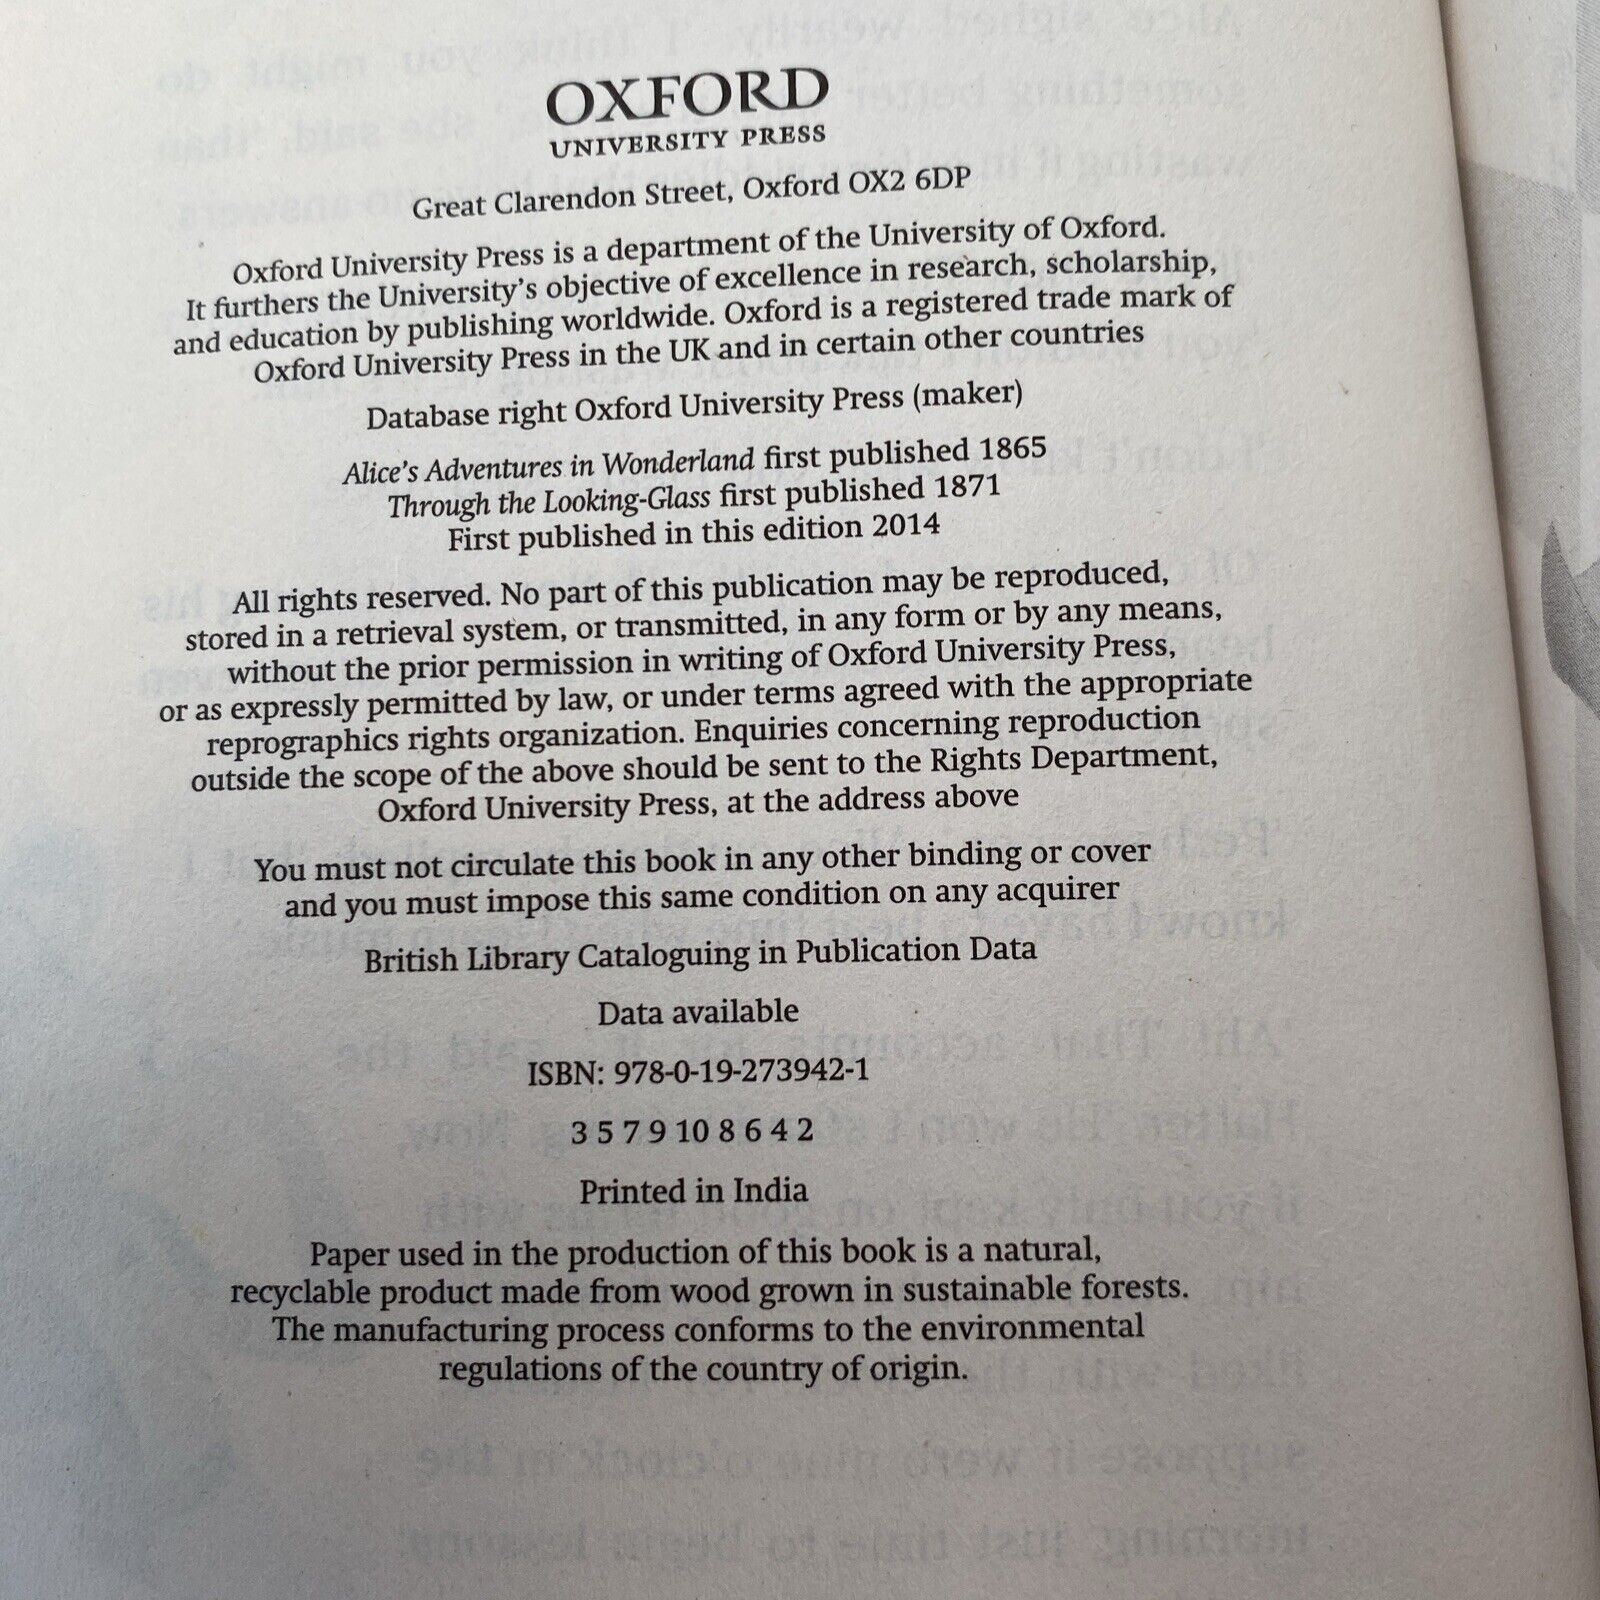 OXFORD
UNIVERSITY PRESS
Great Clarendon Street, Oxford OX2 6DP
Oxford University Press is a department of the University of Oxford.
It furthers the University's objective of excellence in research, scholarship,
and education by publishing worldwide. Oxford is a registered trade mark of
Oxford University Press in the UK and in certain other countries
Database right Oxford University Press (maker)
Alice's Adventures in Wonderland first published 1865
Through the Looking-Glass first published 1871
First published in this edition 2014
All rights reserved. No part of this publication may be reproduced,
stored in a retrieval system, or transmitted, in any form or by any means,
without the prior permission in writing of Oxford University Press,
or as expressly permitted by law, or under terms agreed with the appropriate
reprographics rights organization. Enquiries concerning reproduction
outside the scope of the above should be sent to the Rights Department,
Oxford University Press, at the address above
You must not circulate this book in any other binding or cover
and you must impose this same condition on any acquirer
British Library Cataloguing in Publication Data
Data available
ISBN: 978-0-19-273942-1
3 5 7 9 10 8 6 4 2
Printed in India
Paper used in the production of this book is a natural,
recyclable product made from wood grown in sustainable forests.
The manufacturing process conforms to the environmental
regulations of the country of origin.